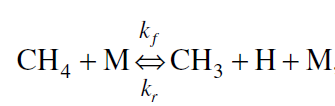 k_f
CH₄ + M ⇔ CH₃ + H + M.
k_r